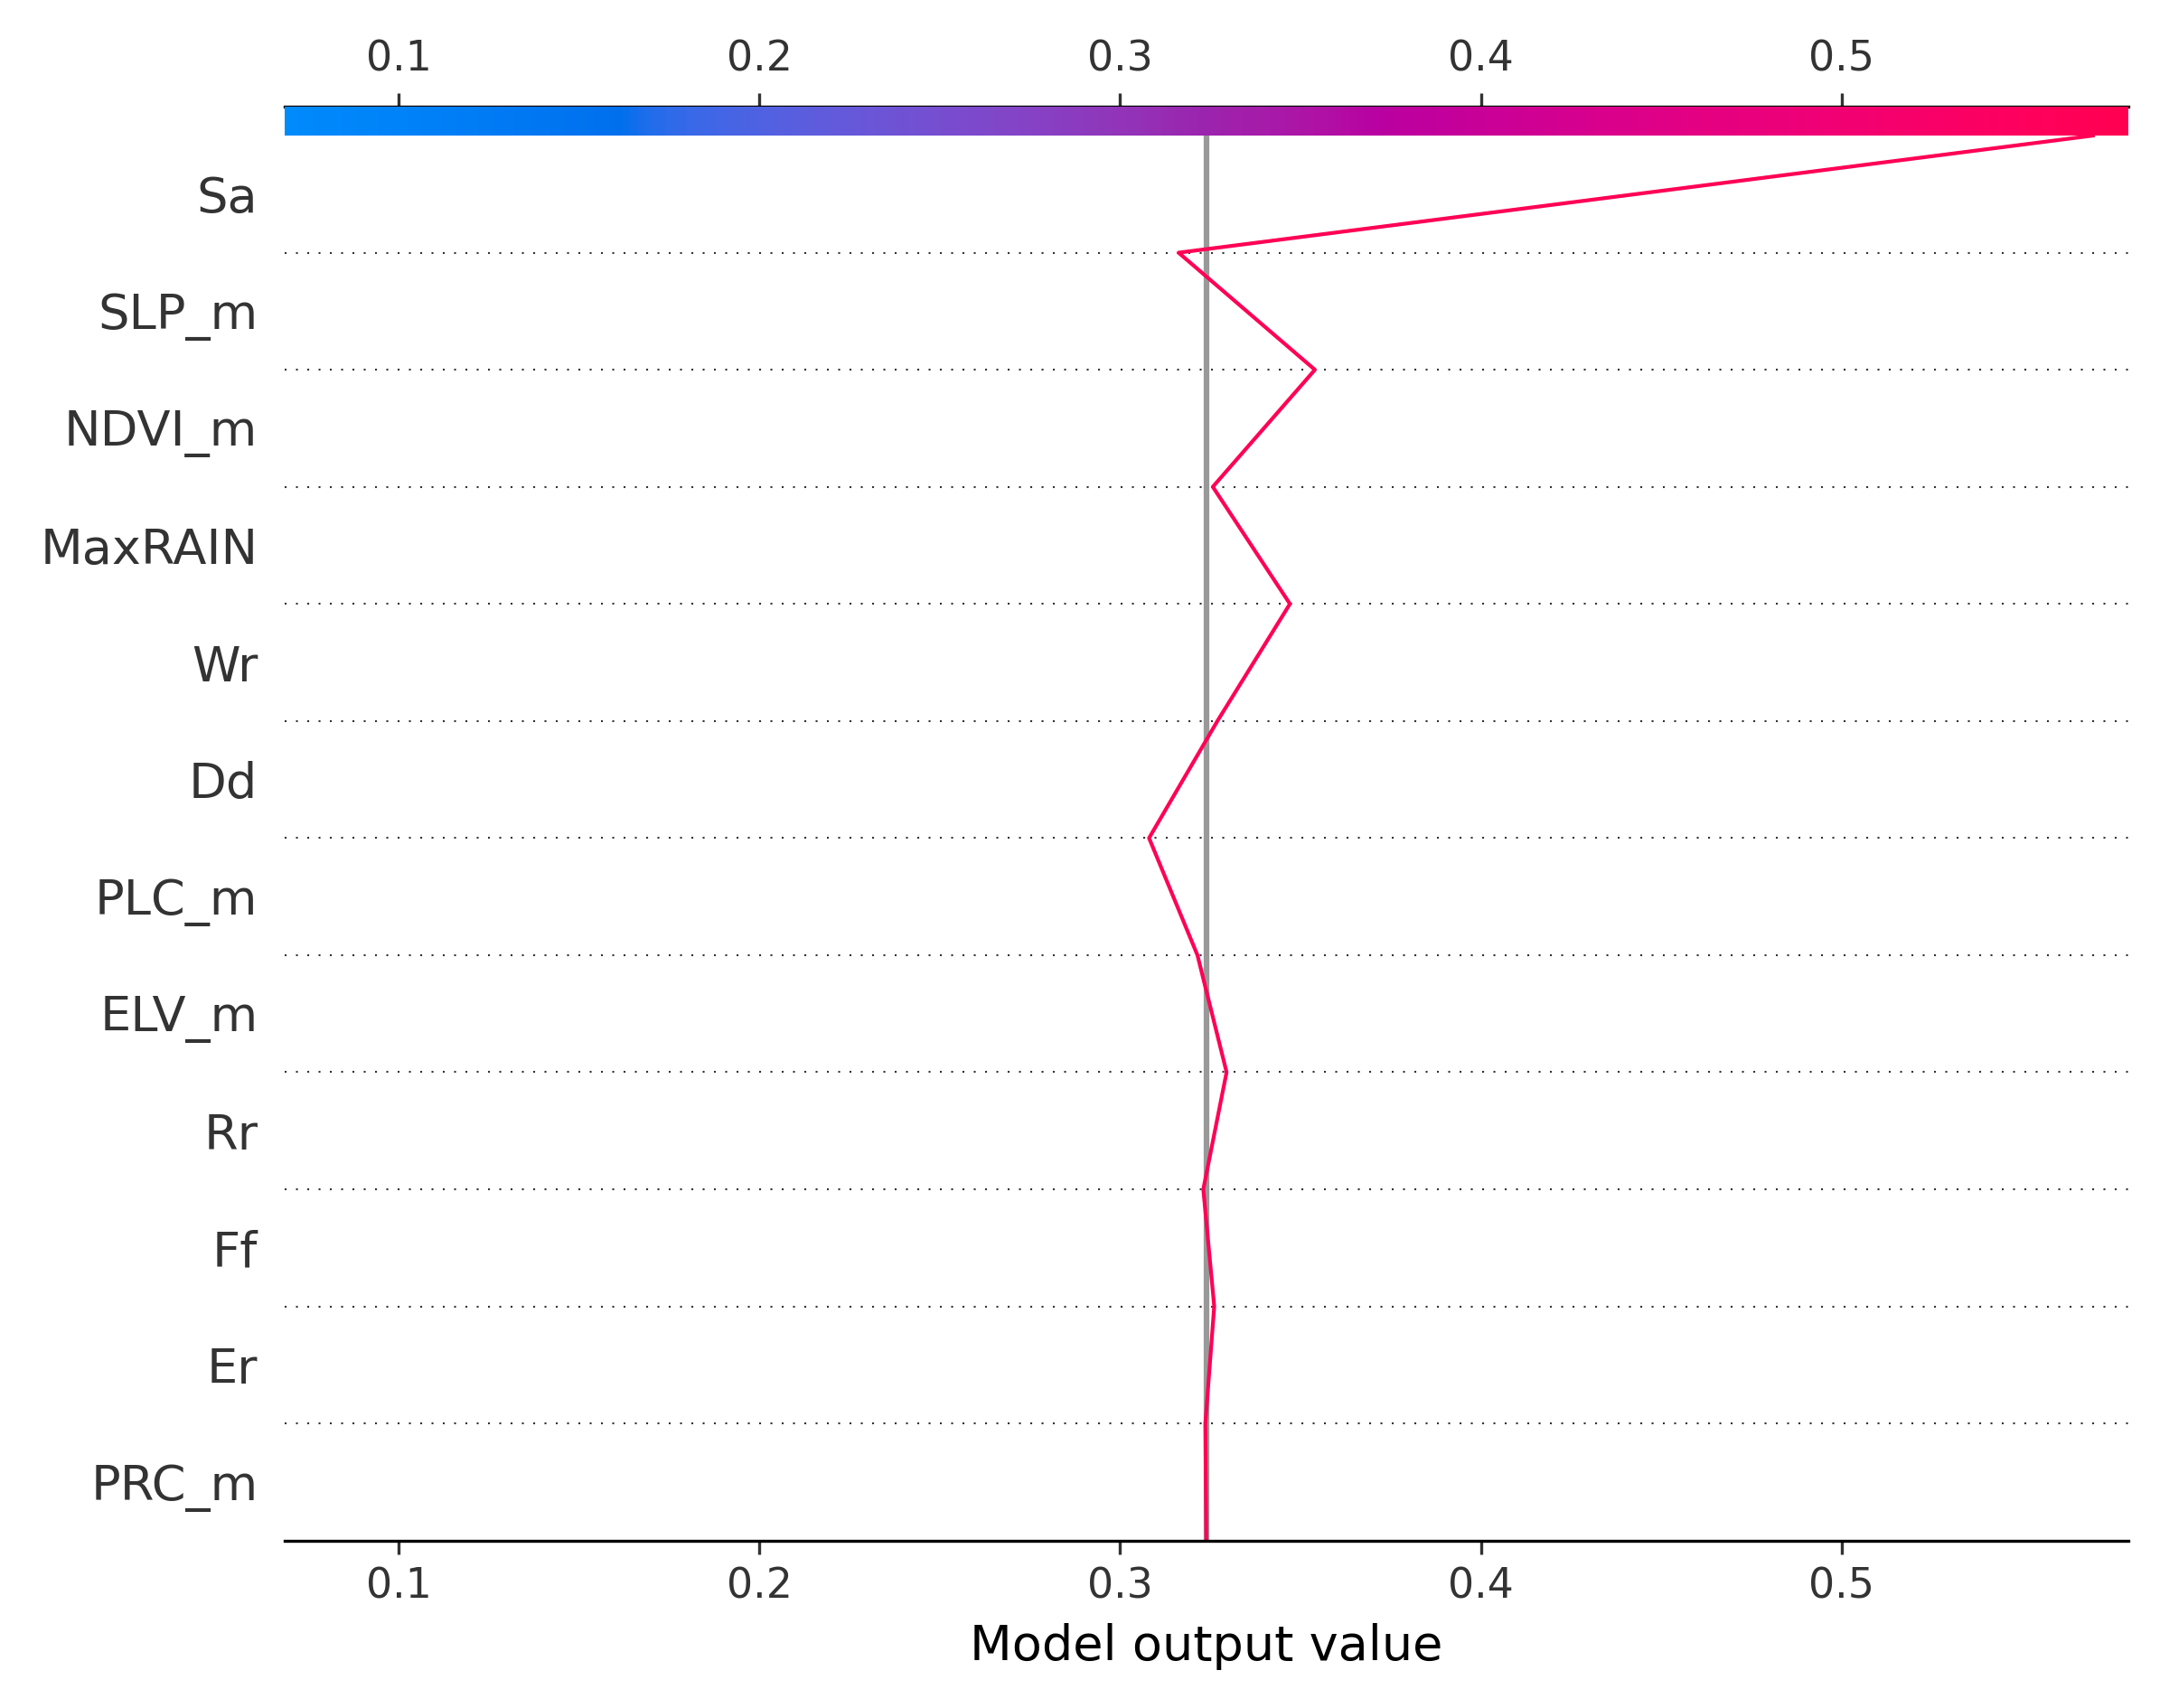 0.1 0.2 0.3 0.4 0.5
Sa
SLP_m
NDVI_m
MaxRAIN
Wr
Dd
PLC_m
ELV_m
Rr
Ff
Er
PRC_m
0.1 0.2 0.3 0.4 0.5
Model output value